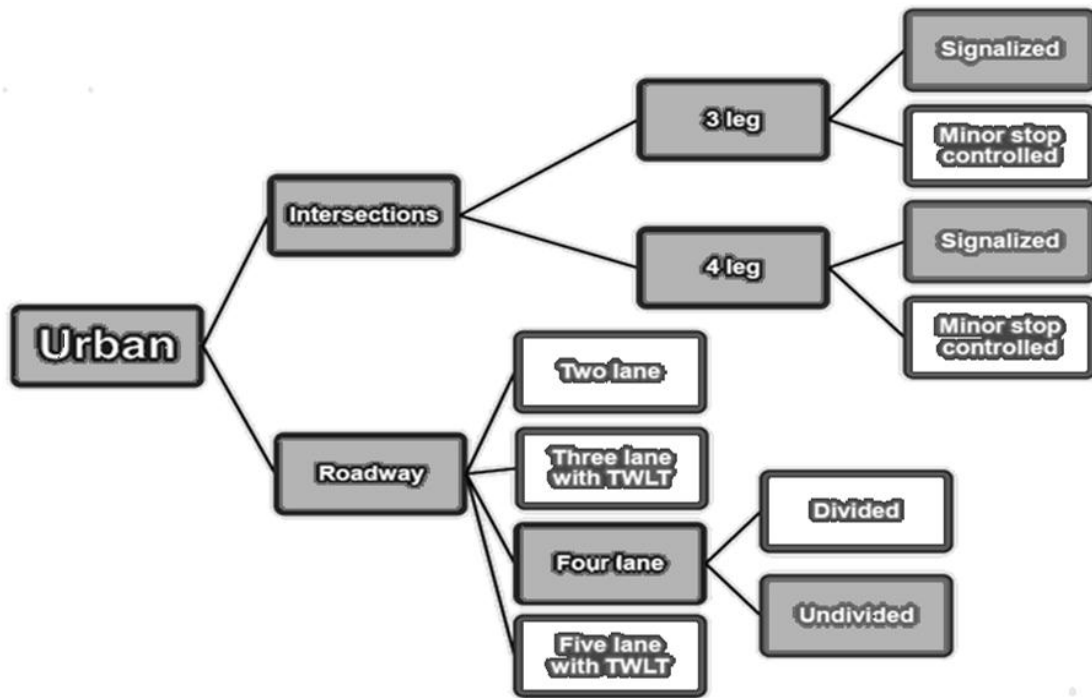 Urban
Intersections
3 leg
Signalized
Minor stop
controlled
4 leg
Signalized
Minor stop
controlled
Roadway
Two lane
Three lane
with TWLT
Four lane
Divided
Undivided
Five lane
with TWLT